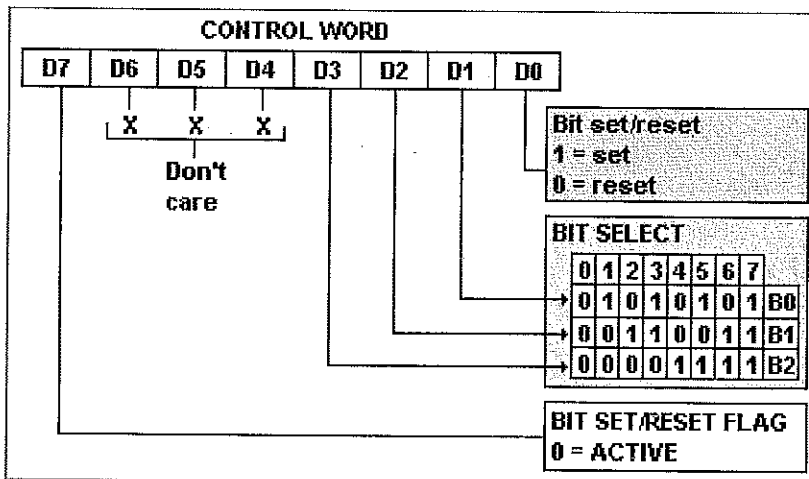 CONTROL WORD
D7 D6 D5 D4 D3 D2 D1 D0
X X X
Don't
care
Bit set/reset
1 = set
0 = reset
BIT SELECT
0 1 2 3 4 5 6 7
0 1 0 1 0 1 0 1 B0
0 0 1 1 0 0 1 1 B1
0 0 0 0 1 1 1 1 B2
BIT SET/RESET FLAG
0 = ACTIVE